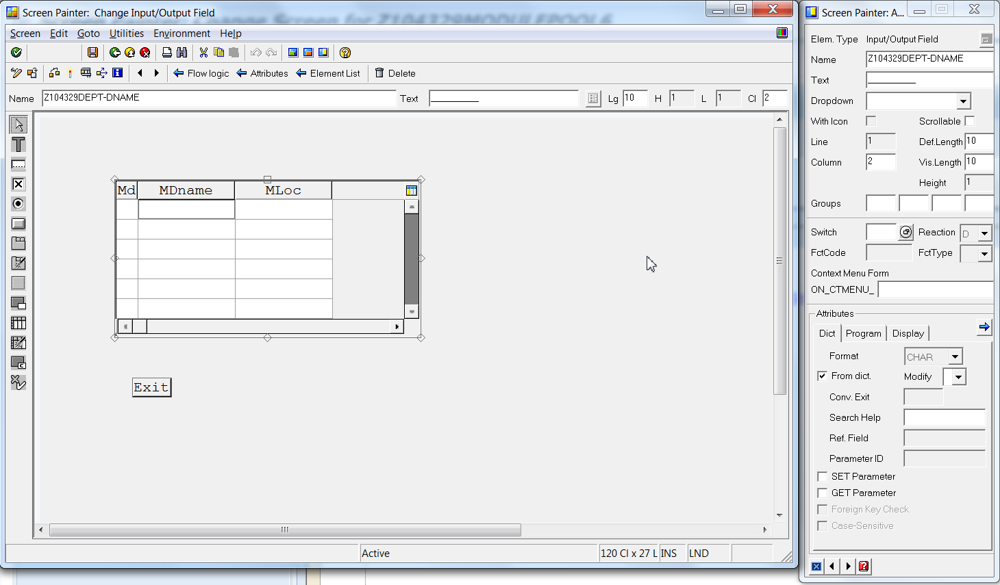 Screen Painter: Change Input/Output Field
Screen Edit Goto Utilities Environment Help
Flow logic Attributes Element List Delete
Name Z104329DEPT-DNAME Text __________ Lg 10 H 1 L 1 Cl 2
Md MDname MLoc
Exit
Active 120 Cl x 27 L INS LND
Screen Painter: A...
Elem. Type Input/Output Field
Name Z104329DEPT-DNAME
Text __________
Dropdown
With Icon Scrollable
Line 1 Def.Length 10
Column 2 Vis.Length 10
Height 1
Groups
Switch Reaction D
FctCode FctType
Context Menu Form
ON_CTMENU_
Attributes
Dict Program Display
Format CHAR
From dict. Modify
Conv. Exit
Search Help
Ref. Field
Parameter ID
SET Parameter
GET Parameter
Foreign Key Check
Case-Sensitive